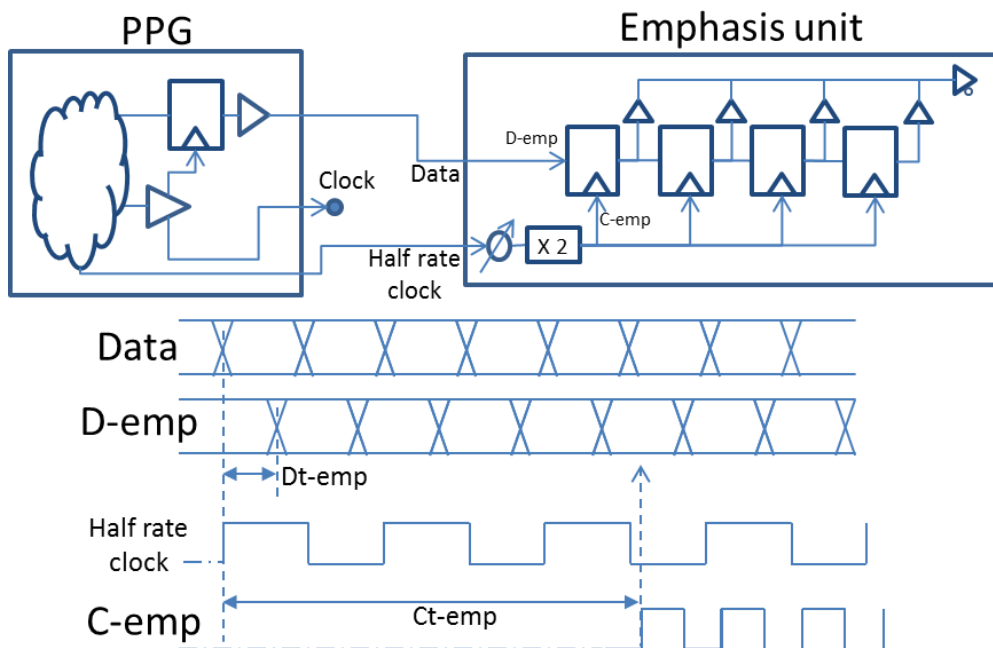 PPG
Emphasis unit
D-emp
Clock
Data
C-emp
X 2
Half rate
clock
Data
D-emp
Dt-emp
Half rate
clock
Ct-emp
C-emp